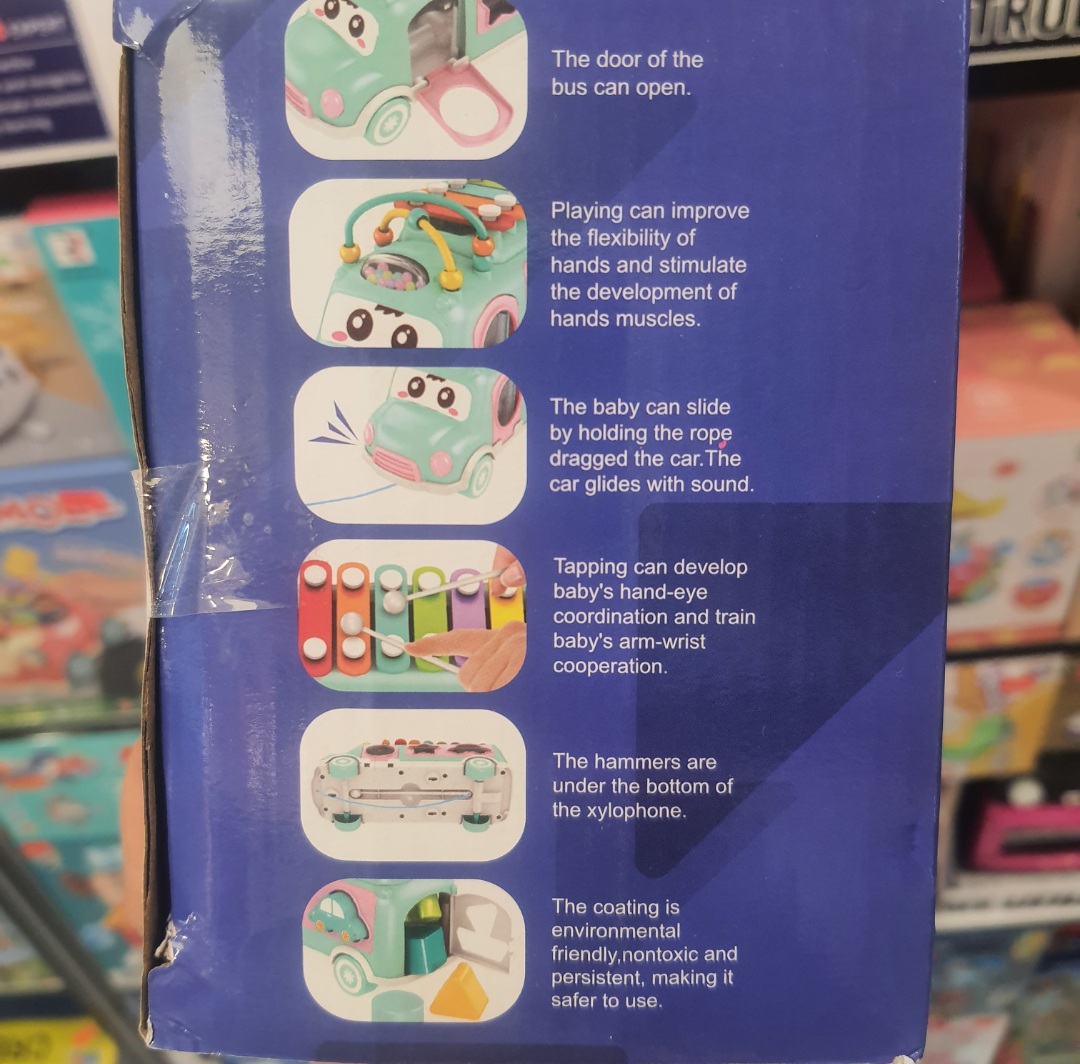 The door of the
bus can open.
Playing can improve
the flexibility of
hands and stimulate
the development of
hands muscles.
The baby can slide
by holding the rope
dragged the car.The
car glides with sound.
Tapping can develop
baby's hand-eye
coordination and train
baby's arm-wrist
cooperation.
The hammers are
under the bottom of
the xylophone.
The coating is
environmental
friendly,nontoxic and
persistent, making it
safer to use.